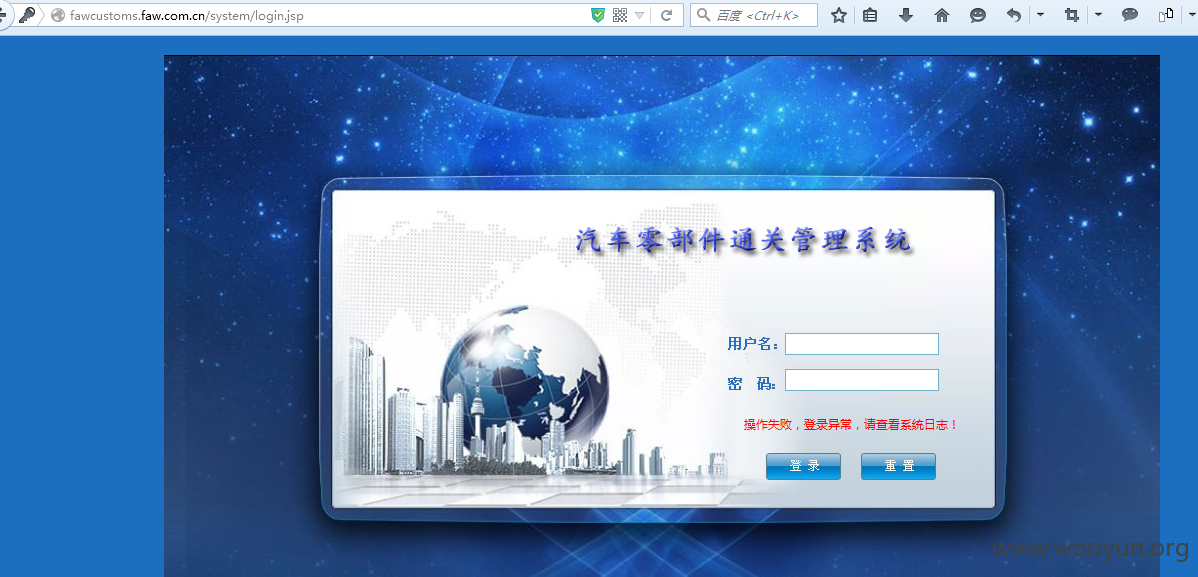 fawcustoms.faw.com.cn/system/login.jsp
百度 <Ctrl+K>
汽车零部件通关管理系统
用户名：
密 码：
操作失败，登录异常，请查看系统日志！
登 录 重 置
www.wooyun.org